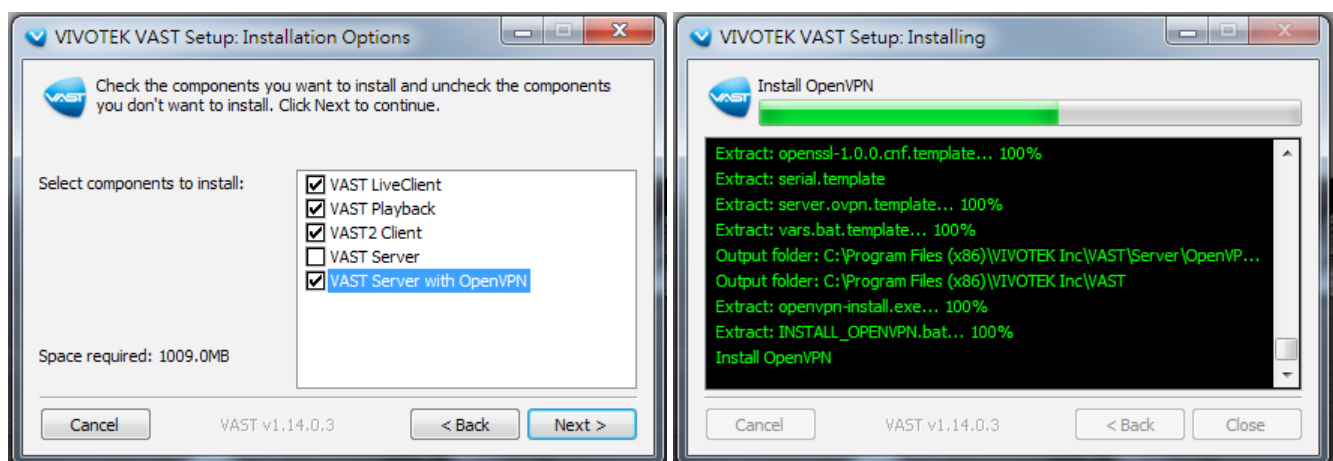 VIVOTEK VAST Setup: Installation Options
Check the components you want to install and uncheck the components
you don't want to install. Click Next to continue.
Select components to install:
VAST LiveClient
VAST Playback
VAST2 Client
VAST Server
VAST Server with OpenVPN
Space required: 1009.0MB
Cancel
VAST v1.14.0.3
< Back
Next >
VIVOTEK VAST Setup: Installing
VAST
Install OpenVPN
Extract: openssl-1.0.0.cnf.template... 100%
Extract: serial.template
Extract: server.ovpn.template... 100%
Extract: vars.bat.template... 100%
Output folder: C:\Program Files (x86)\VIVOTEK Inc\VAST\Server\OpenVP...
Output folder: C:\Program Files (x86)\VIVOTEK Inc\VAST
Extract: openvpn-install.exe... 100%
Extract: INSTALL_OPENVPN.bat... 100%
Install OpenVPN
Cancel
VAST v1.14.0.3
< Back
Close